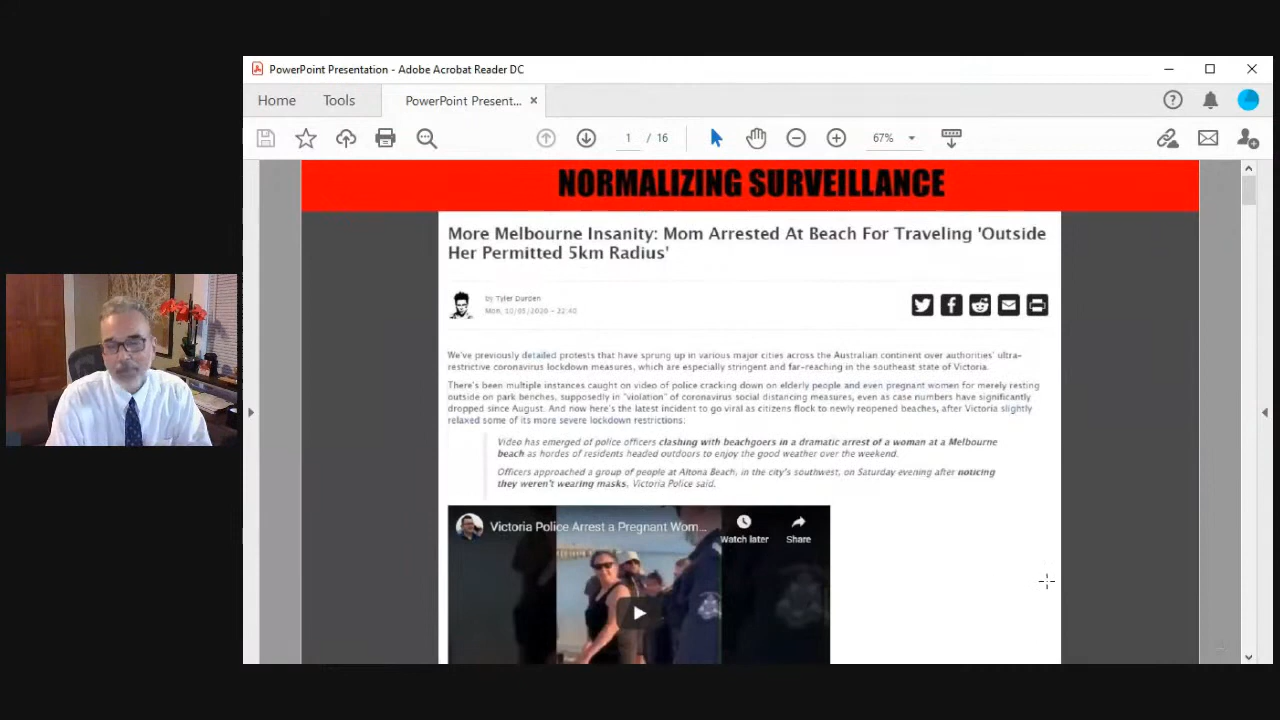 PowerPoint Presentation - Adobe Acrobat Reader DC
Home Tools PowerPoint Present...
1 / 16 67%
NORMALIZING SURVEILLANCE
More Melbourne Insanity: Mom Arrested At Beach For Traveling 'Outside
Her Permitted 5km Radius'
by Tyler Durden
Mon, 10/05/2020 - 22:40
We've previously detailed protests that have sprung up in various major cities across the Australian continent over authorities' ultra-
restrictive coronavirus lockdown measures, which are especially stringent and far-reaching in the southeast state of Victoria.
There's been multiple instances caught on video of police cracking down on elderly people and even pregnant women for merely resting
outside on park benches, supposedly in "violation" of coronavirus social distancing measures, even as case numbers have significantly
dropped since August. And now here's the latest incident to go viral as citizens flock to newly reopened beaches, after Victoria slightly
relaxed some of its more severe lockdown restrictions:
Video has emerged of police officers clashing with beachgoers in a dramatic arrest of a woman at a Melbourne
beach as hordes of residents headed outdoors to enjoy the good weather over the weekend.
Officers approached a group of people at Altona Beach, in the city's southwest, on Saturday evening after noticing
they weren't wearing masks, Victoria Police said.
Victoria Police Arrest a Pregnant Wom...
Watch later Share